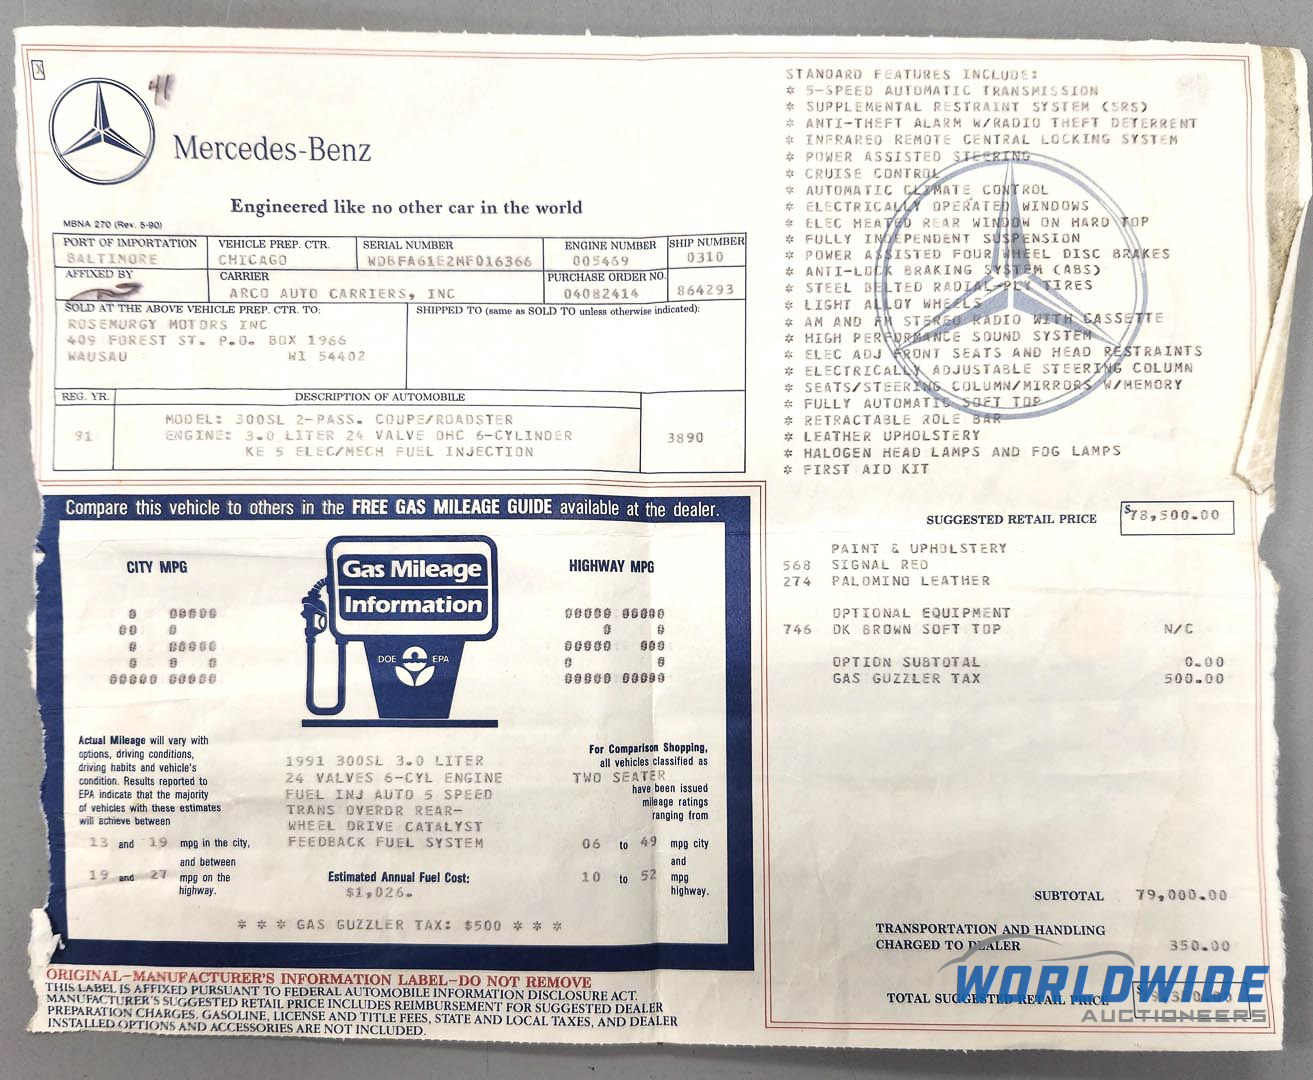 41
Mercedes-Benz
Engineered like no other car in the world
MBNA 270 (Rev. 5-90)
PORT OF IMPORTATION
BALTIMORE
VEHICLE PREP. CTR.
CHICAGO
SERIAL NUMBER
WDBFA61E2MF016366
ENGINE NUMBER
005469
SHIP NUMBER
0310
AFFIXED BY
CARRIER
ARCO AUTO CARRIERS, INC
PURCHASE ORDER NO.
04082414
864293
SOLD AT THE ABOVE VEHICLE PREP. CTR. TO:
ROSEMURGY MOTORS INC
409 FOREST ST. P.O. BOX 1966
WAUSAU WI 54402
SHIPPED TO (same as SOLD TO unless otherwise indicated):
REG. YR.
91
DESCRIPTION OF AUTOMOBILE
MODEL: 300SL 2-PASS. COUPE/ROADSTER
ENGINE: 3.0 LITER 24 VALVE DHC 6-CYLINDER
KE 5 ELEC/MECH FUEL INJECTION
3890
STANDARD FEATURES INCLUDE:
* 5-SPEED AUTOMATIC TRANSMISSION
* SUPPLEMENTAL RESTRAINT SYSTEM (SRS)
* ANTI-THEFT ALARM W/RADIO THEFT DETERRENT
* INFRARED REMOTE CENTRAL LOCKING SYSTEM
* POWER ASSISTED STEERING
* CRUISE CONTROL
* AUTOMATIC CLIMATE CONTROL
* ELECTRICALLY OPERATED WINDOWS
* ELEC HEATED REAR WINDOW ON HARD TOP
* FULLY INDEPENDENT SUSPENSION
* POWER ASSISTED FOUR WHEEL DISC BRAKES
* ANTI-LOCK BRAKING SYSTEM (ABS)
* STEEL BELTED RADIAL-PLY TIRES
* LIGHT ALLOY WHEELS
* AM AND FM STEREO RADIO WITH CASSETTE
* HIGH PERFORMANCE SOUND SYSTEM
* ELEC ADJ FRONT SEATS AND HEAD RESTRAINTS
* ELECTRICALLY ADJUSTABLE STEERING COLUMN
* SEATS/STEERING COLUMN/MIRRORS W/MEMORY
* FULLY AUTOMATIC SOFT TOP
* RETRACTABLE ROLE BAR
* LEATHER UPHOLSTERY
* HALOGEN HEAD LAMPS AND FOG LAMPS
* FIRST AID KIT
Compare this vehicle to others in the FREE GAS MILEAGE GUIDE available at the dealer.
CITY MPG
16
Gas Mileage
Information
DOE EPA
HIGHWAY MPG
23
Actual Mileage will vary with
options, driving conditions,
driving habits and vehicle's
condition. Results reported to
EPA indicate that the majority
of vehicles with these estimates
will achieve between
13 and 19 mpg in the city,
and between
19 and 27 mpg on the
highway.
1991 300SL 3.0 LITER
24 VALVES 6-CYL ENGINE
FUEL INJ AUTO 5 SPEED
TRANS OVERDR REAR-
WHEEL DRIVE CATALYST
FEEDBACK FUEL SYSTEM
Estimated Annual Fuel Cost:
$1,026.
For Comparison Shopping,
all vehicles classified as
TWO SEATER
have been issued
mileage ratings
ranging from
06 to 49 mpg city
and
10 to 52 mpg
highway.
* * * GAS GUZZLER TAX: $500 * * *
ORIGINAL-MANUFACTURER'S INFORMATION LABEL-DO NOT REMOVE
THIS LABEL IS AFFIXED PURSUANT TO FEDERAL AUTOMOBILE INFORMATION DISCLOSURE ACT.
MANUFACTURER'S SUGGESTED RETAIL PRICE INCLUDES REIMBURSEMENT FOR SUGGESTED DEALER
PREPARATION CHARGES. GASOLINE, LICENSE AND TITLE FEES, STATE AND LOCAL TAXES, AND DEALER
INSTALLED OPTIONS AND ACCESSORIES ARE NOT INCLUDED.
SUGGESTED RETAIL PRICE $78,500.00
PAINT & UPHOLSTERY
568 SIGNAL RED
274 PALOMINO LEATHER
OPTIONAL EQUIPMENT
746 DK BROWN SOFT TOP N/C
OPTION SUBTOTAL 0.00
GAS GUZZLER TAX 500.00
SUBTOTAL 79,000.00
TRANSPORTATION AND HANDLING
CHARGED TO DEALER 350.00
TOTAL SUGGESTED RETAIL PRICE
WORLDWIDE
AUCTIONEERS